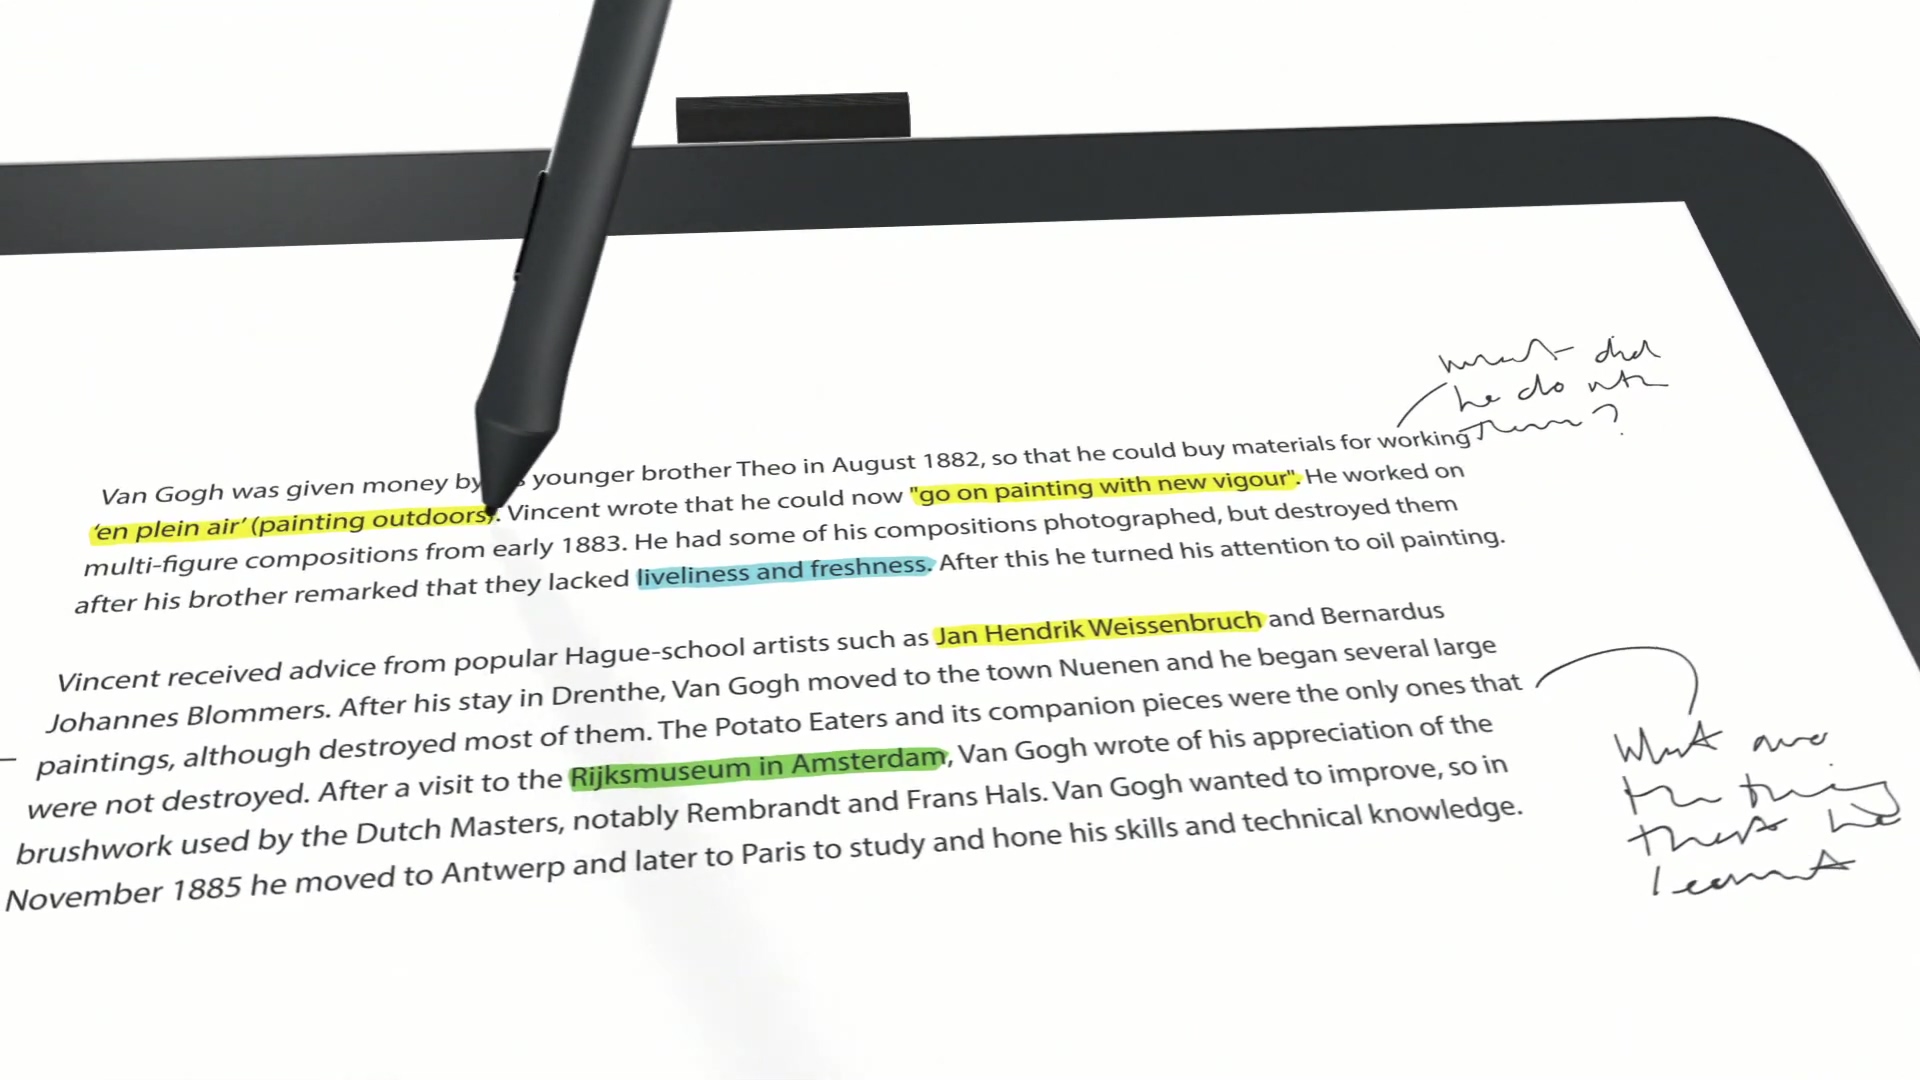 what did
he do with
them?
Van Gogh was given money by younger brother Theo in August 1882, so that he could buy materials for working
‘en plein air’ (painting outdoors). Vincent wrote that he could now "go on painting with new vigour". He worked on
multi-figure compositions from early 1883. He had some of his compositions photographed, but destroyed them
after his brother remarked that they lacked liveliness and freshness. After this he turned his attention to oil painting.
Vincent received advice from popular Hague-school artists such as Jan Hendrik Weissenbruch and Bernardus
Johannes Blommers. After his stay in Drenthe, Van Gogh moved to the town Nuenen and he began several large
paintings, although destroyed most of them. The Potato Eaters and its companion pieces were the only ones that
were not destroyed. After a visit to the Rijksmuseum in Amsterdam, Van Gogh wrote of his appreciation of the
brushwork used by the Dutch Masters, notably Rembrandt and Frans Hals. Van Gogh wanted to improve, so in
November 1885 he moved to Antwerp and later to Paris to study and hone his skills and technical knowledge.
What are
the things
that he
learnt